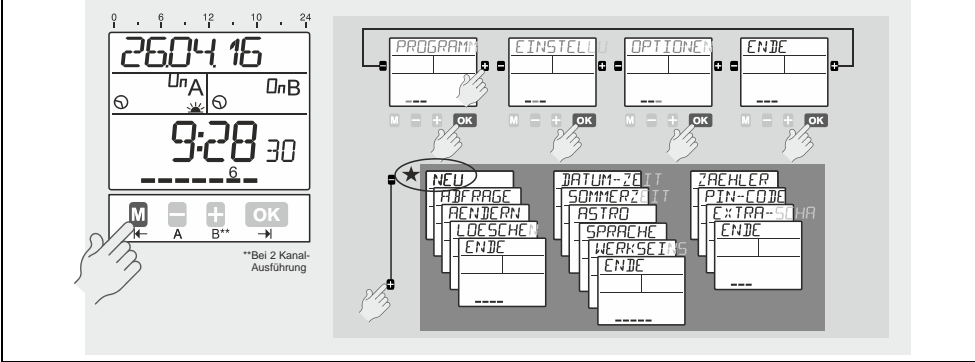 0 6 12 10 24
26.04.16
On A On B
9:28 30
6
M − + OK
A B**
**Bei 2 Kanal-
Ausführung
PROGRAMM EINSTELLU OPTIONEN ENDE
M − + OK M − + OK M − + OK M − + OK
NEU
ABFRAGE
AENDERN
LOESCHEN
ENDE
DATUM-ZEIT
SOMMERZEIT
ASTRO
SPRACHE
WERKSEINS
ENDE
ZAEHLER
PIN-CODE
EXTRA-SCHA
ENDE